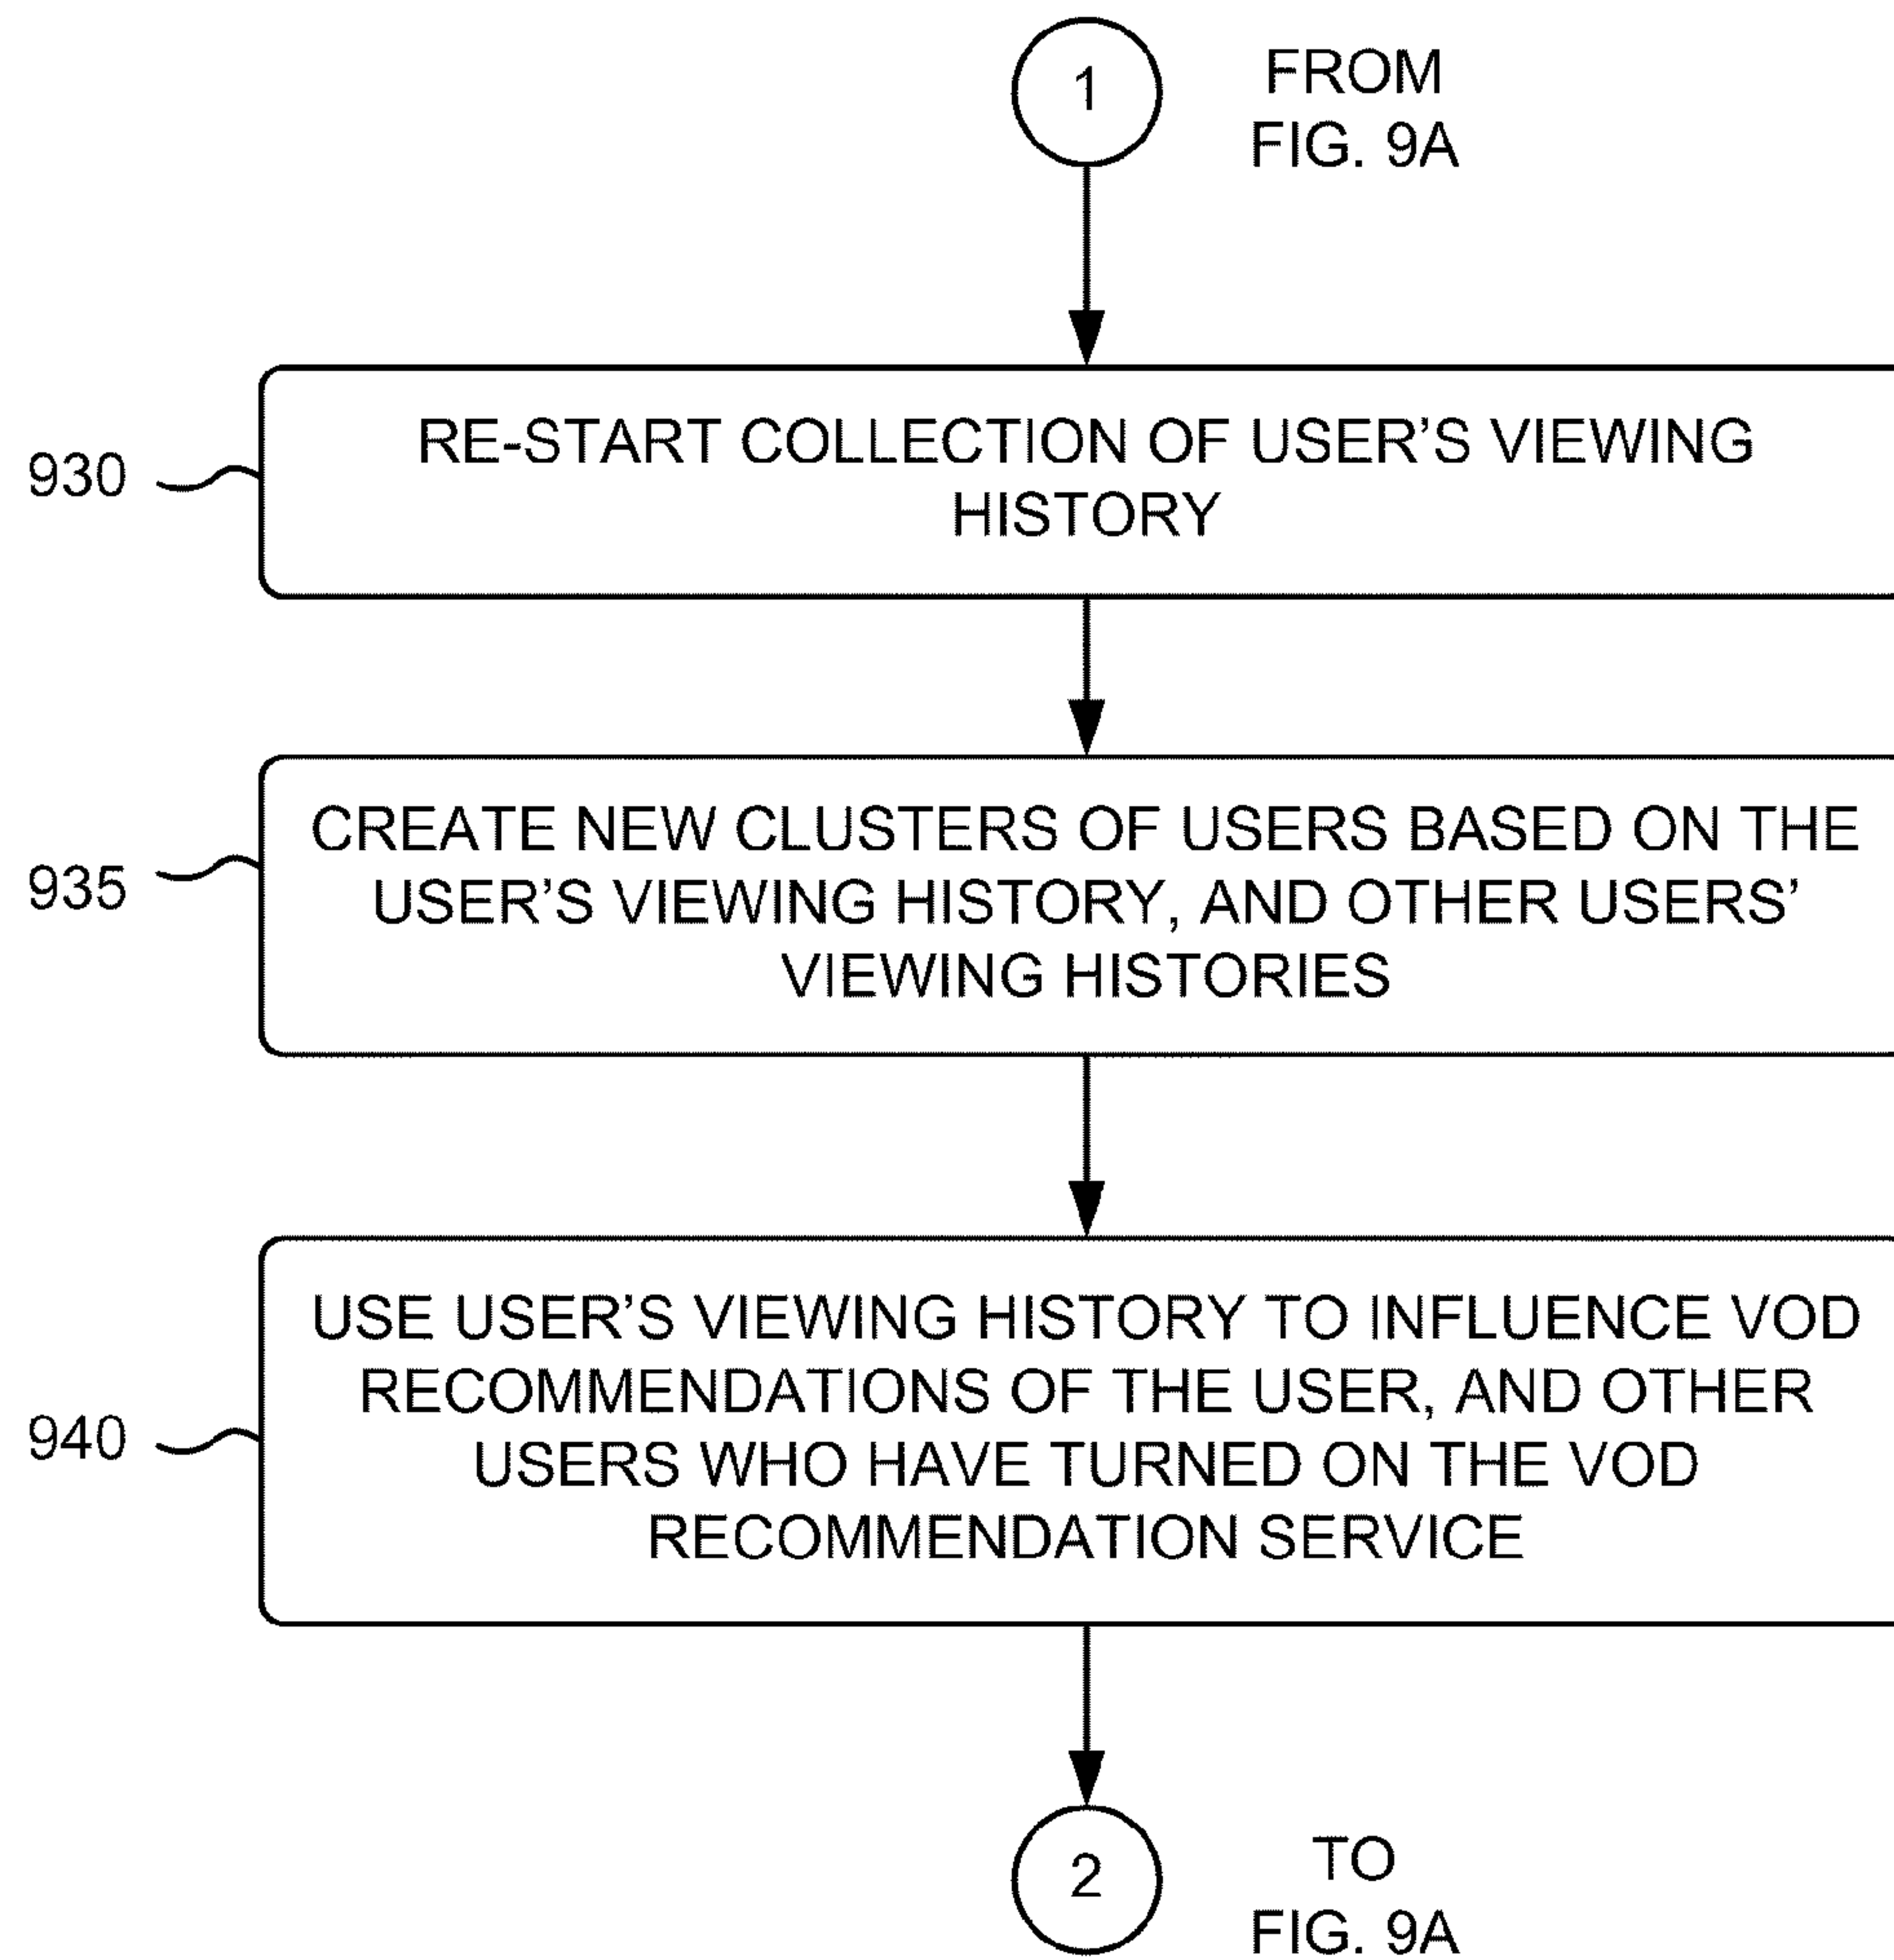 1
FROM
FIG. 9A
930
RE-START COLLECTION OF USER'S VIEWING
HISTORY
935
CREATE NEW CLUSTERS OF USERS BASED ON THE
USER'S VIEWING HISTORY, AND OTHER USERS'
VIEWING HISTORIES
940
USE USER'S VIEWING HISTORY TO INFLUENCE VOD
RECOMMENDATIONS OF THE USER, AND OTHER
USERS WHO HAVE TURNED ON THE VOD
RECOMMENDATION SERVICE
2
TO
FIG. 9A